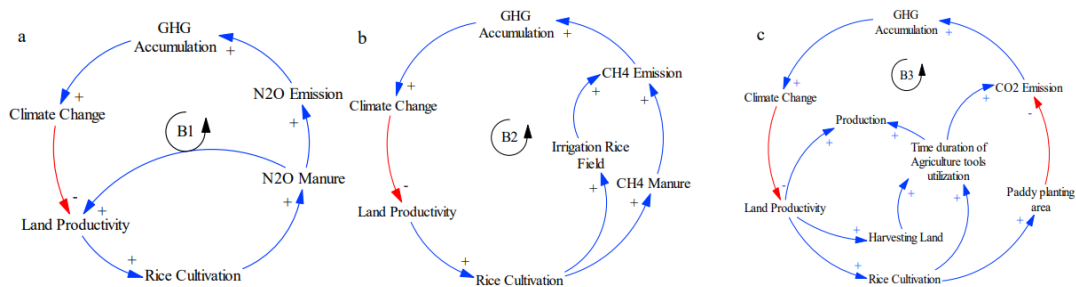 a
GHG
Accumulation
+
+
Climate Change
N2O Emission
+
B1
-
N2O Manure
+
+
Land Productivity
+
Rice Cultivation
b
GHG
Accumulation
+
+
CH4 Emission
Climate Change
+
+
B2
Irrigation Rice
Field
-
CH4 Manure
+
+
Land Productivity
+
Rice Cultivation
c
GHG
Accumulation
+
+
B3
Climate Change
CO2 Emission
+
-
Production
+
+
Time duration of
Agriculture tools
utilization
-
Paddy planting
area
+
+
Land Productivity
+
+
Harvesting Land
+
Rice Cultivation